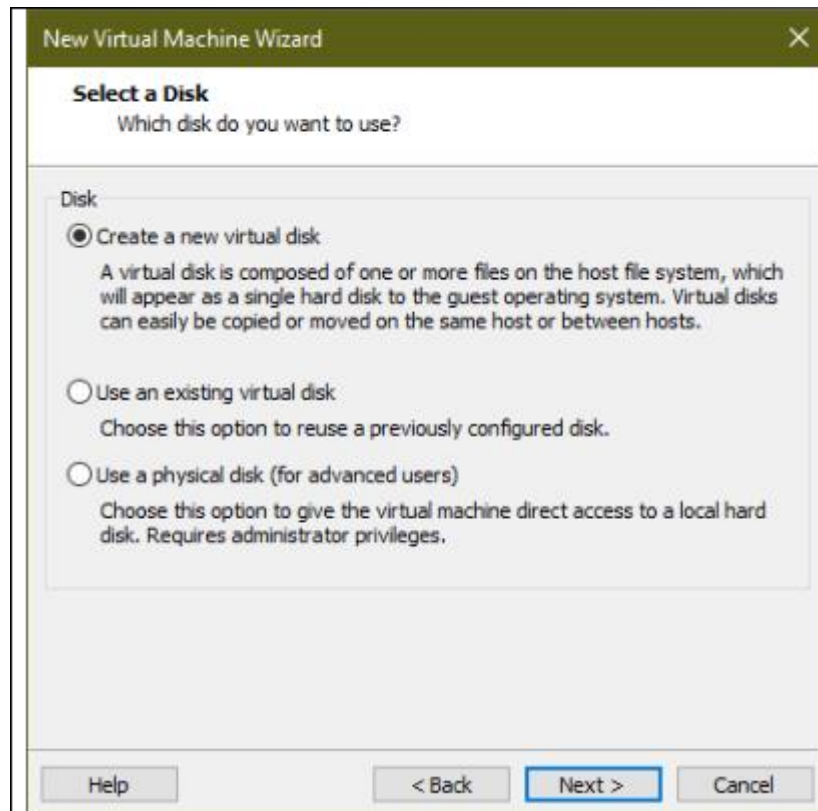 New Virtual Machine Wizard
Select a Disk
Which disk do you want to use?
Disk
Create a new virtual disk
A virtual disk is composed of one or more files on the host file system, which
will appear as a single hard disk to the guest operating system. Virtual disks
can easily be copied or moved on the same host or between hosts.
Use an existing virtual disk
Choose this option to reuse a previously configured disk.
Use a physical disk (for advanced users)
Choose this option to give the virtual machine direct access to a local hard
disk. Requires administrator privileges.
Help < Back Next > Cancel